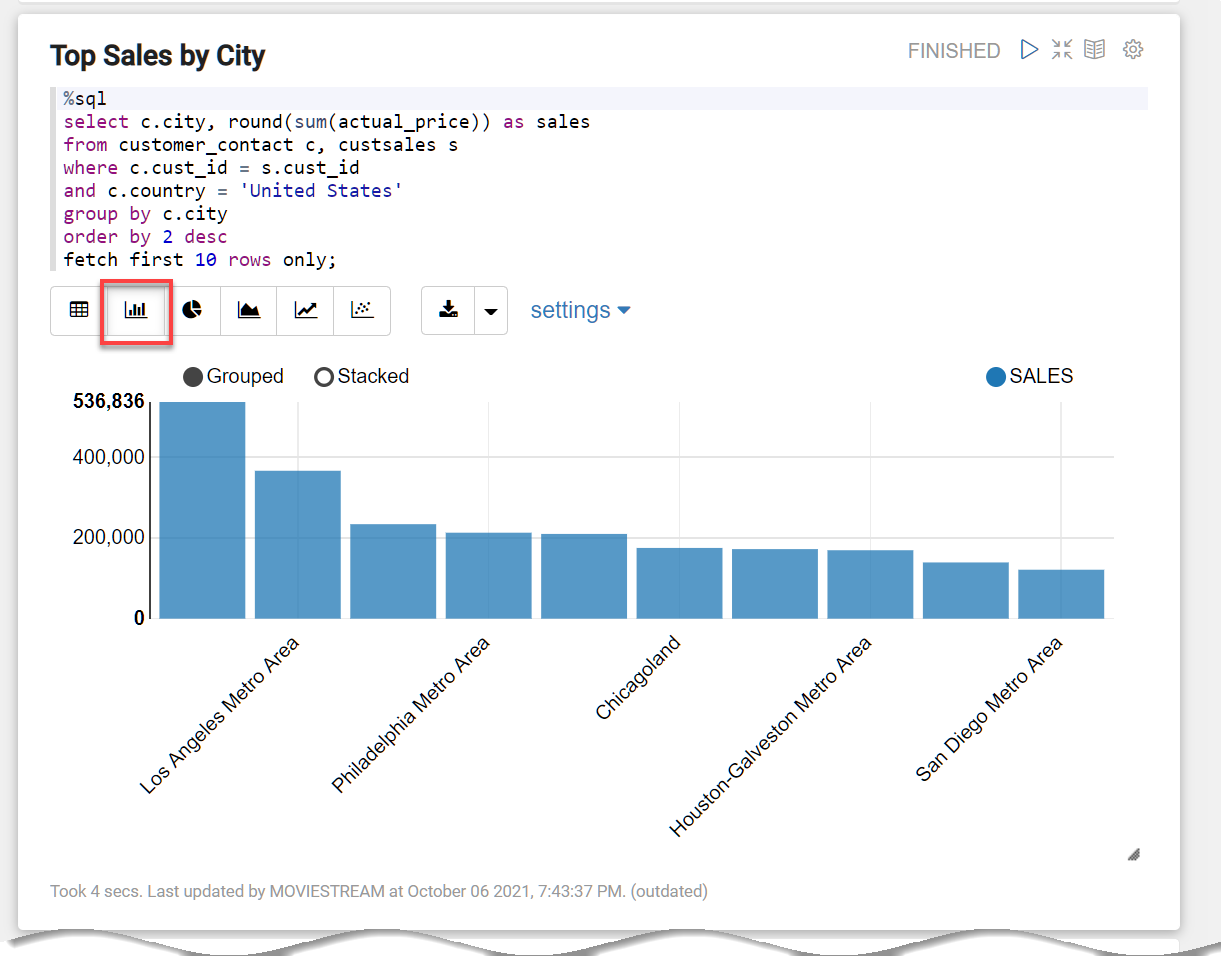 Top Sales by City
FINISHED
%sql
select c.city, round(sum(actual_price)) as sales
from customer_contact c, custsales s
where c.cust_id = s.cust_id
and c.country = 'United States'
group by c.city
order by 2 desc
fetch first 10 rows only;
settings
Grouped Stacked SALES
536,836
400,000
200,000
0
Los Angeles Metro Area
Philadelphia Metro Area
Chicagoland
Houston-Galveston Metro Area
San Diego Metro Area
Took 4 secs. Last updated by MOVIESTREAM at October 06 2021, 7:43:37 PM. (outdated)